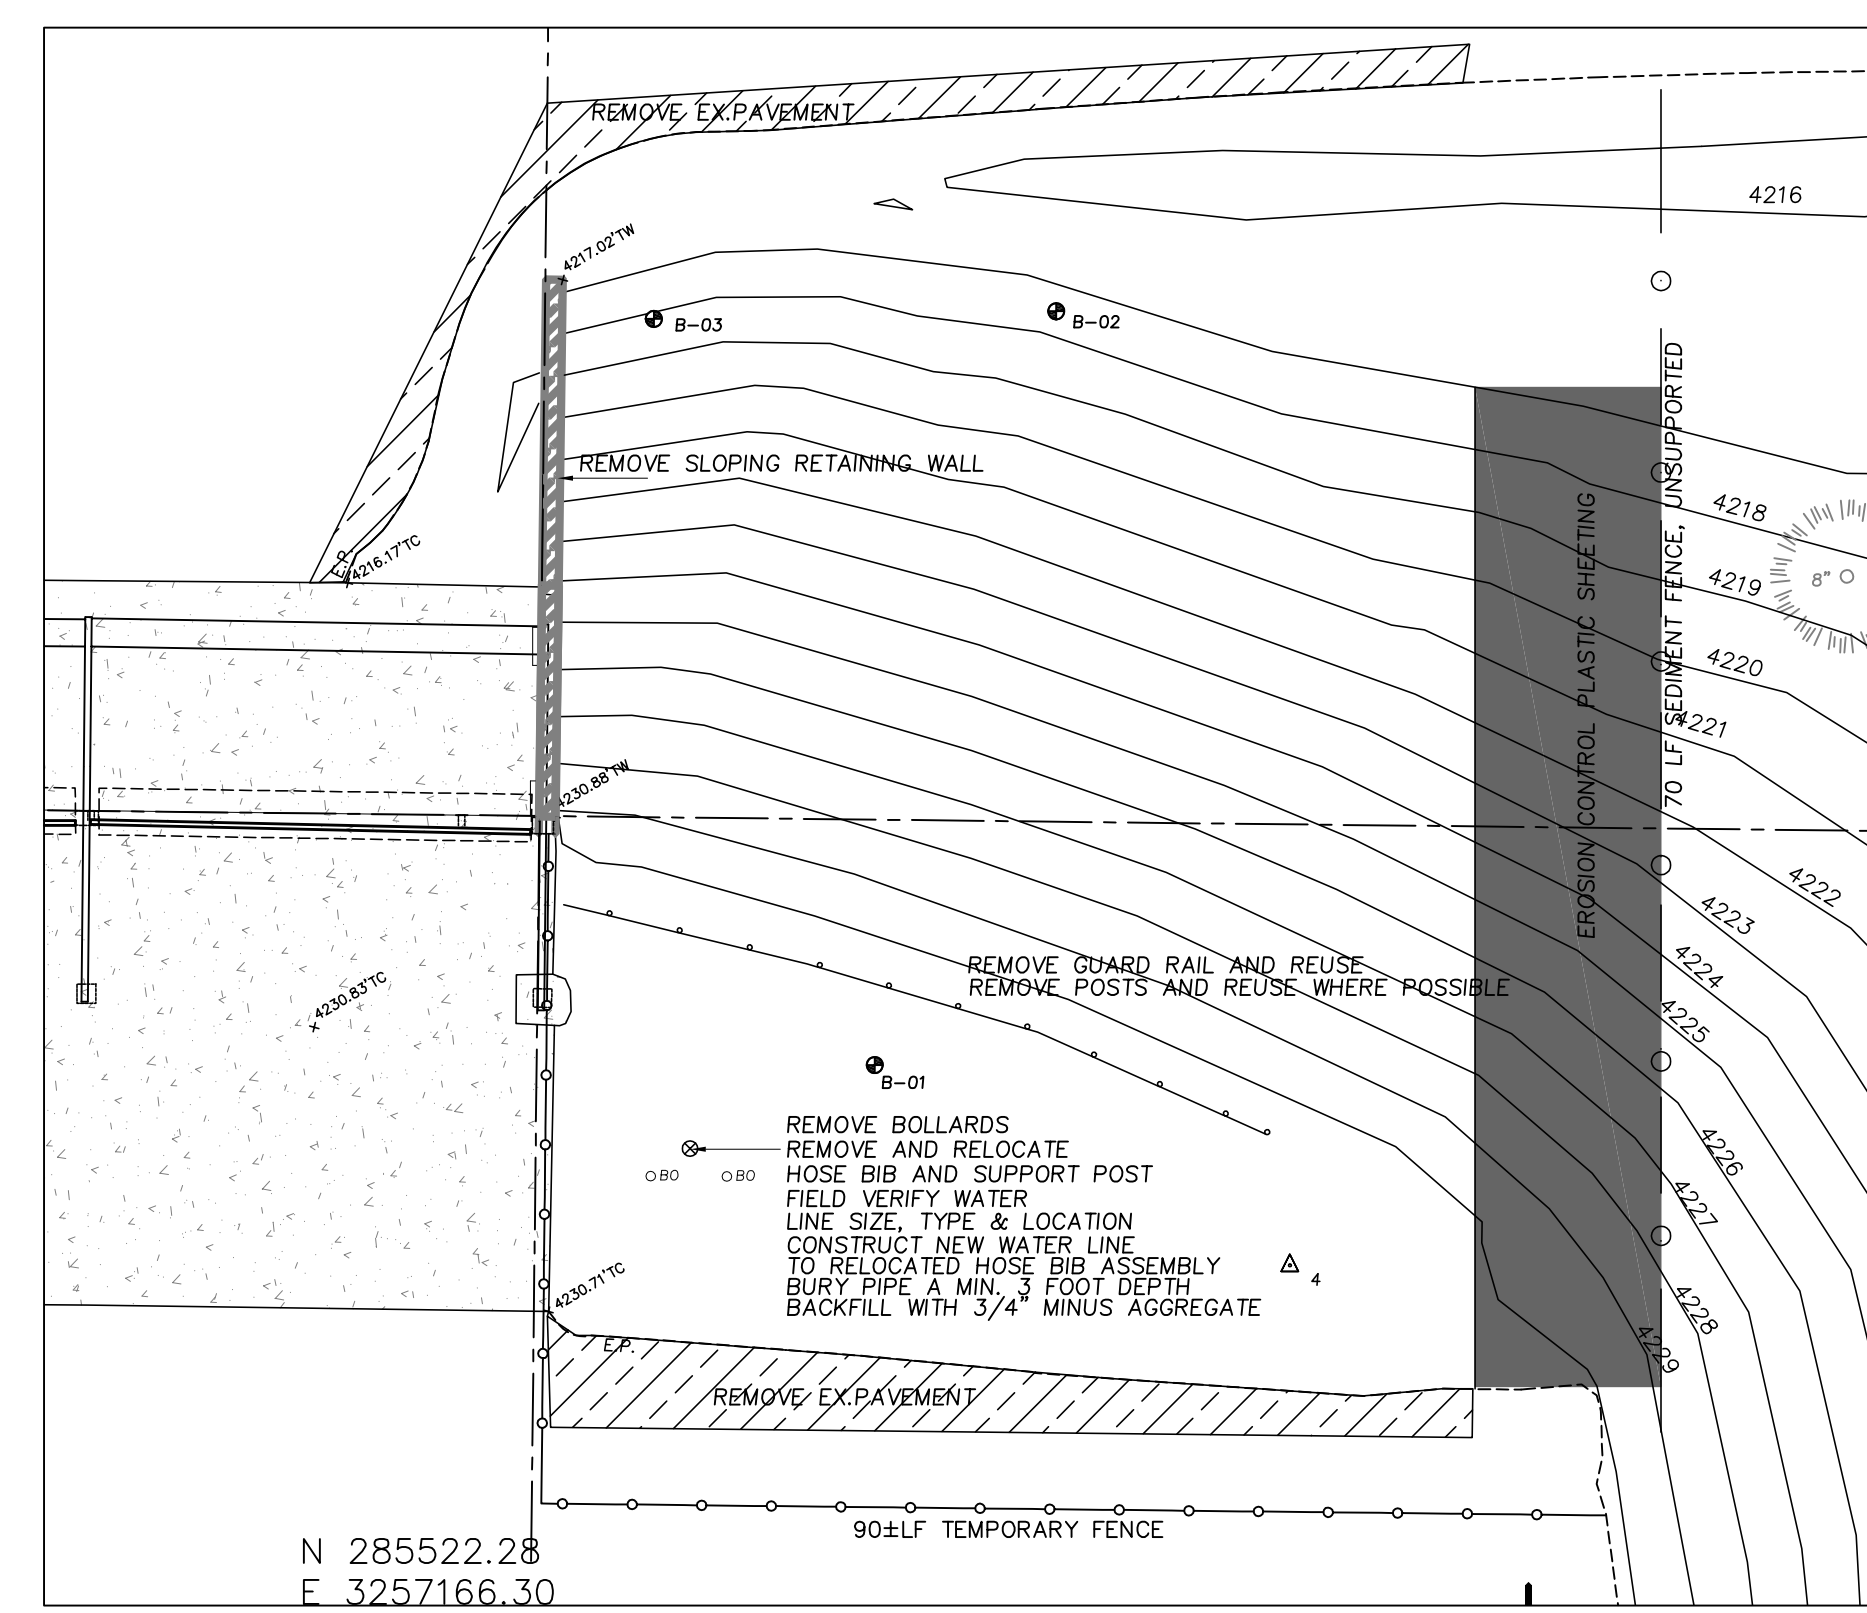 REMOVE EX.PAVEMENT
4216
4217.02'TW
B-03
B-02
REMOVE SLOPING RETAINING WALL
70 LF SEDIMENT FENCE, UNSUPPORTED
EROSION CONTROL PLASTIC SHEETING
4218
8"
4219
E.P.
4216.17'TC
4220
4221
4230.88'TW
4222
4223
4224
4225
REMOVE GUARD RAIL AND REUSE
REMOVE POSTS AND REUSE WHERE POSSIBLE
4230.83'TC
B-01
REMOVE BOLLARDS
REMOVE AND RELOCATE
BO BO HOSE BIB AND SUPPORT POST
FIELD VERIFY WATER
LINE SIZE, TYPE & LOCATION
CONSTRUCT NEW WATER LINE
TO RELOCATED HOSE BIB ASSEMBLY
BURY PIPE A MIN. 3 FOOT DEPTH
BACKFILL WITH 3/4" MINUS AGGREGATE
4226
4227
4
4228
4229
4230.71'TC
E.P.
REMOVE EX.PAVEMENT
90±LF TEMPORARY FENCE
N 285522.28
E 3257166.30